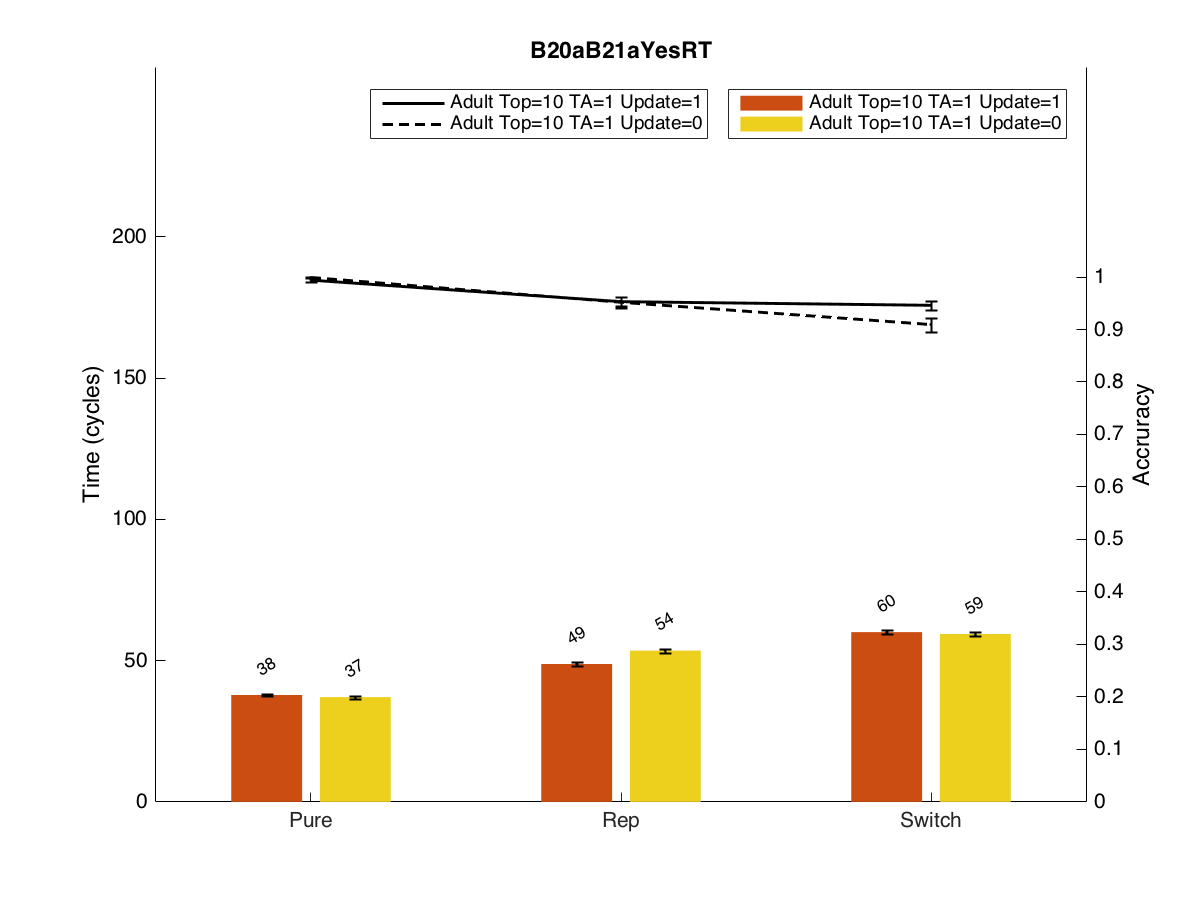 B20aB21aYesRT
Adult Top=10 TA=1 Update=1
Adult Top=10 TA=1 Update=0
Adult Top=10 TA=1 Update=1
Adult Top=10 TA=1 Update=0
Time (cycles)
200
150
100
50
0
Accruracy
1
0.9
0.8
0.7
0.6
0.5
0.4
0.3
0.2
0.1
0
38
37
49
54
60
59
Pure
Rep
Switch